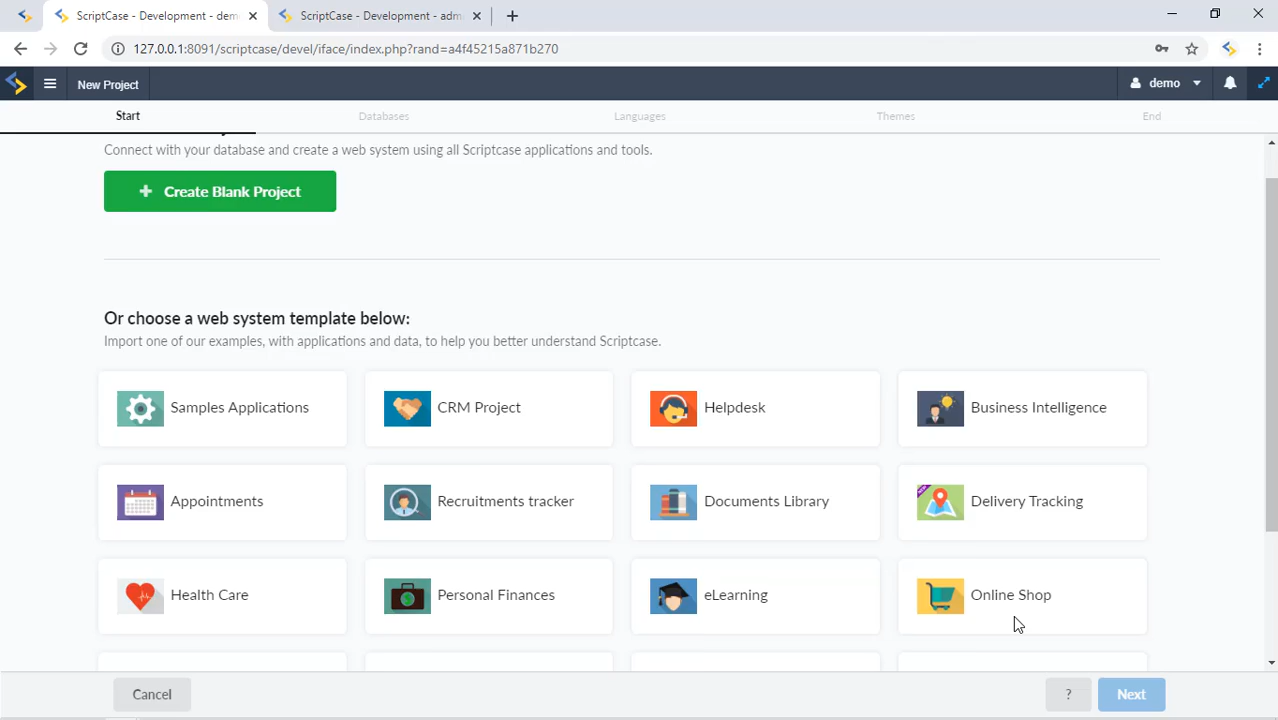 ScriptCase - Development - dem
ScriptCase - Development - adm
127.0.0.1:8091/scriptcase/devel/iface/index.php?rand=a4f45215a871b270
New Project
demo
Start
Databases
Languages
Themes
End
Connect with your database and create a web system using all Scriptcase applications and tools.
+ Create Blank Project
Or choose a web system template below:
Import one of our examples, with applications and data, to help you better understand Scriptcase.
Samples Applications
CRM Project
Helpdesk
Business Intelligence
Appointments
Recruitments tracker
Documents Library
Delivery Tracking
Health Care
Personal Finances
eLearning
Online Shop
Cancel
?
Next